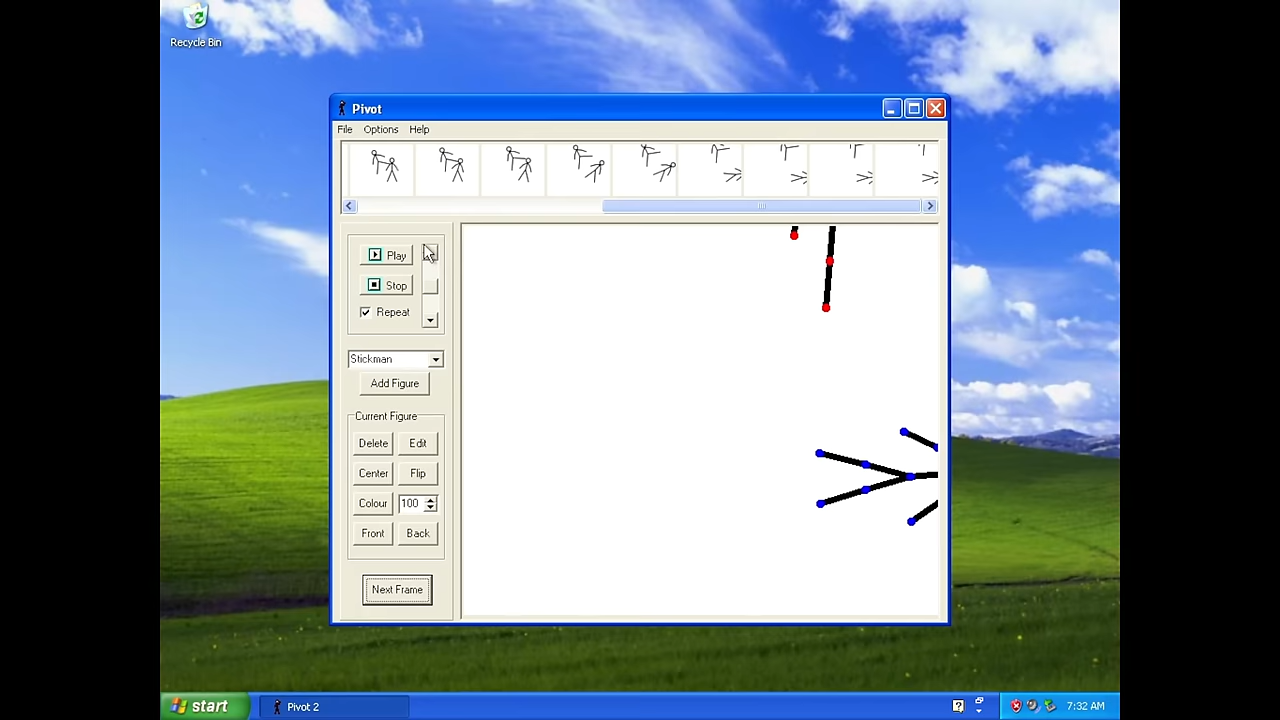 Recycle Bin
Pivot
File Options Help
Play
Stop
Repeat
Stickman
Add Figure
Current Figure
Delete Edit
Center Flip
Colour 100
Front Back
Next Frame
start Pivot 2 7:32 AM